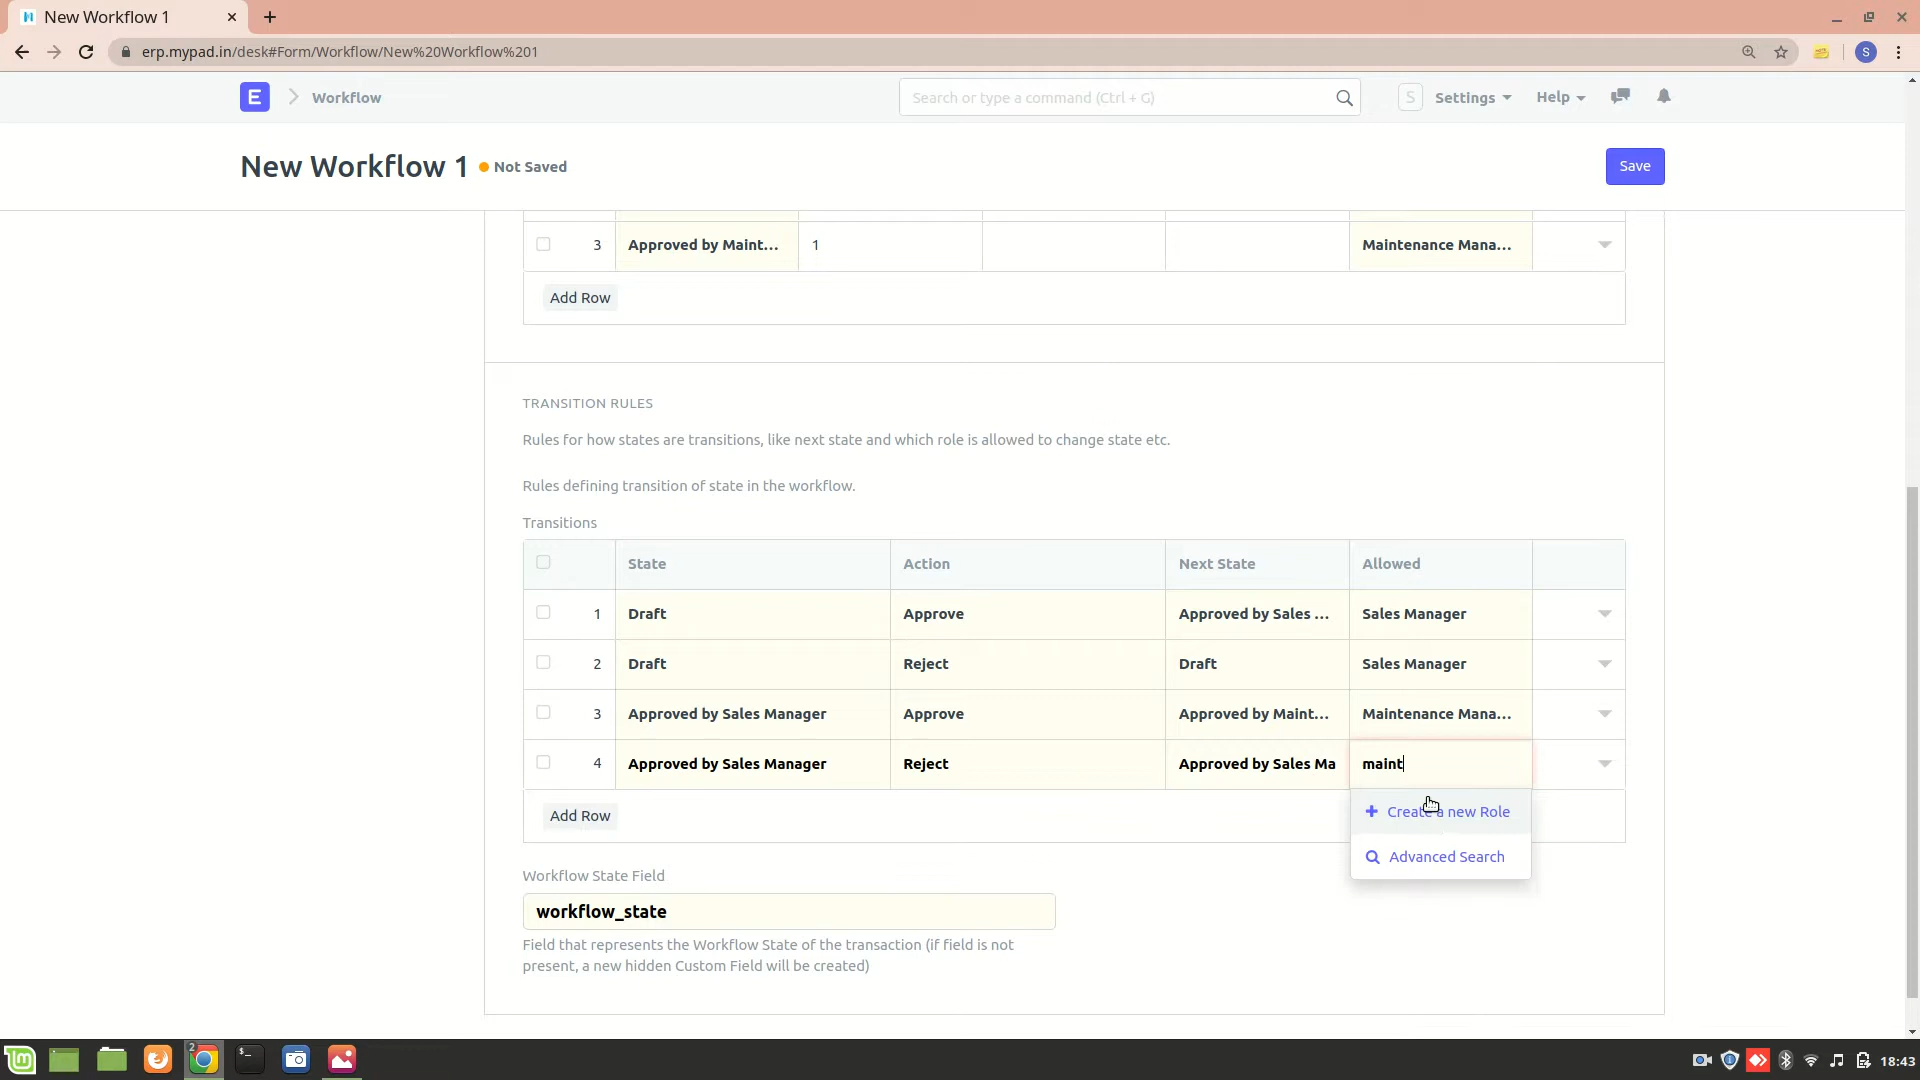 New Workflow 1
erp.mypad.in/desk#Form/Workflow/New%20Workflow%201
S
E
Workflow
Search or type a command (Ctrl + G)
S
Settings
Help
New Workflow 1
Not Saved
Save
3
Approved by Maint...
1
Maintenance Mana...
Add Row
TRANSITION RULES
Rules for how states are transitions, like next state and which role is allowed to change state etc.
Rules defining transition of state in the workflow.
Transitions
State
Action
Next State
Allowed
1
Draft
Approve
Approved by Sales ...
Sales Manager
2
Draft
Reject
Draft
Sales Manager
3
Approved by Sales Manager
Approve
Approved by Maint...
Maintenance Mana...
4
Approved by Sales Manager
Reject
Approved by Sales Ma
maint
Add Row
Create a new Role
Advanced Search
Workflow State Field
workflow_state
Field that represents the Workflow State of the transaction (if field is not
present, a new hidden Custom Field will be created)
2
18:43